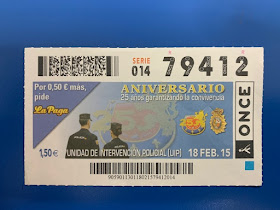 SERIE
014
79412
Por 0,50 € más,
pido
La Paga
ANIVERSARIO
25 años garantizando la convivencia
1,50€
UNIDAD DE INTERVENCIÓN POLICIAL (UIP)
18 FEB. 15
ONCE